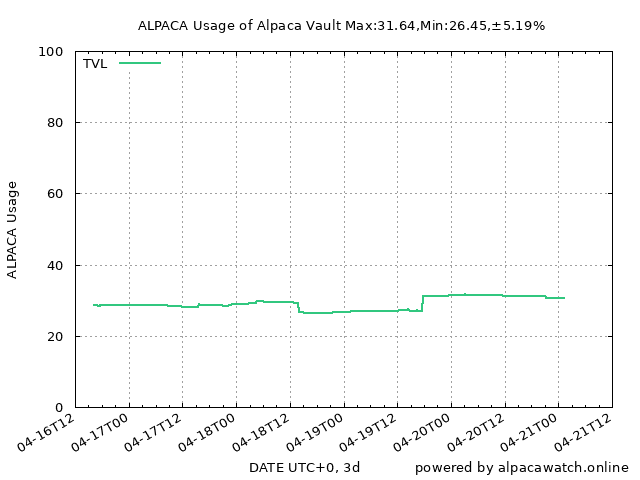 ALPACA Usage of Alpaca Vault Max:31.64,Min:26.45,±5.19%
100
TVL
80
60
ALPACA Usage
40
20
0
04-16T12 04-17T00 04-17T12 04-18T00 04-18T12 04-19T00 04-19T12 04-20T00 04-20T12 04-21T00 04-21T12
DATE UTC+0, 3d powered by alpacawatch.online